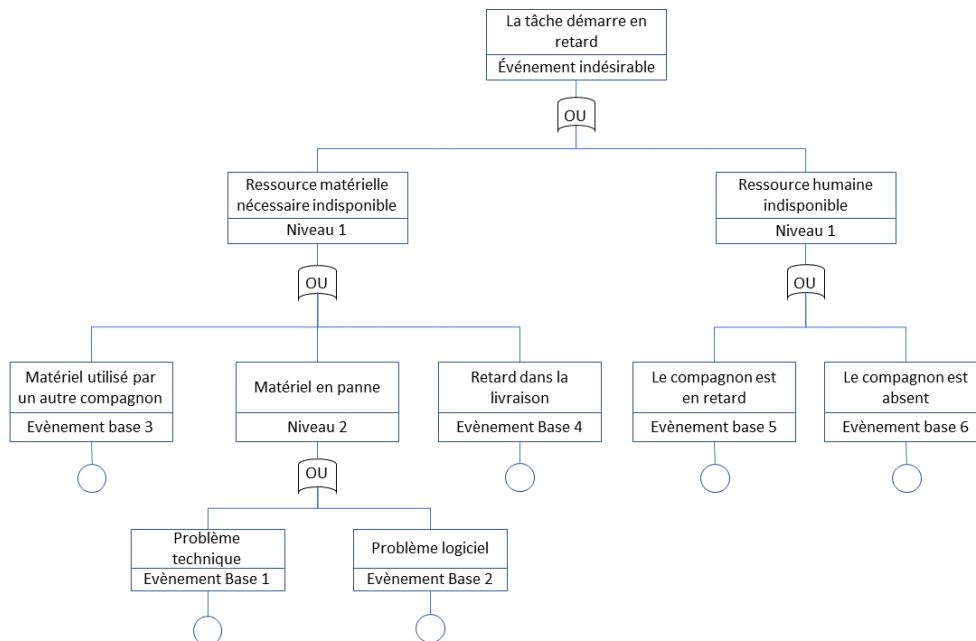 La tâche démarre en
retard
Événement indésirable
OU
Ressource matérielle
nécessaire indisponible
Niveau 1
Ressource humaine
indisponible
Niveau 1
OU
OU
Matériel utilisé par
un autre compagnon
Evènement base 3
Matériel en panne
Niveau 2
Retard dans la
livraison
Evènement Base 4
Le compagnon est
en retard
Evènement base 5
Le compagnon est
absent
Evènement base 6
OU
Problème
technique
Evènement Base 1
Problème logiciel
Evènement Base 2